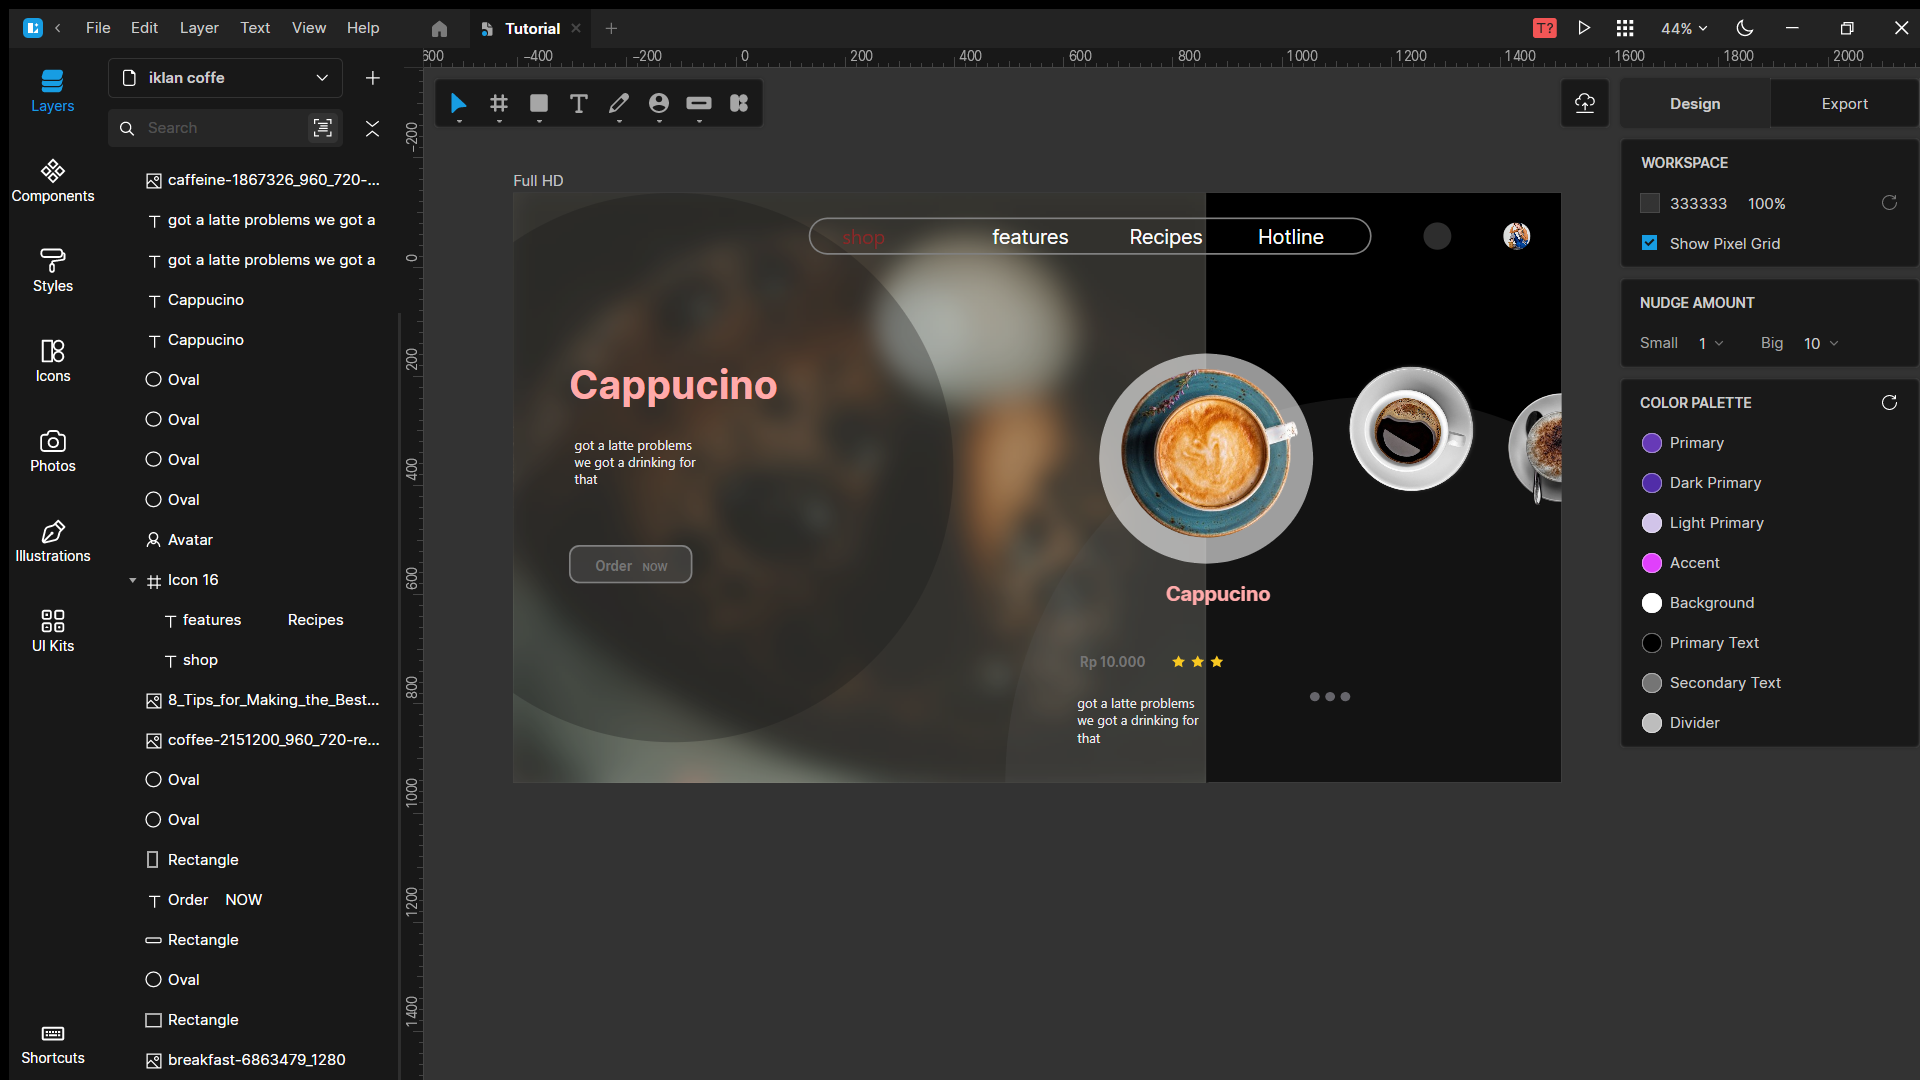 File Edit Layer Text View Help
Tutorial
T?
44%
Layers
Components
Styles
Icons
Photos
Illustrations
UI Kits
Shortcuts
iklan coffe
Search
caffeine-1867326_960_720-...
got a latte problems we got a
got a latte problems we got a
Cappucino
Cappucino
Oval
Oval
Oval
Oval
Avatar
Icon 16
features Recipes
shop
8_Tips_for_Making_the_Best...
coffee-2151200_960_720-re...
Oval
Oval
Rectangle
Order NOW
Rectangle
Oval
Rectangle
breakfast-6863479_1280
600 -400 -200 0 200 400 600 800 1000 1200 1400 1600 1800 2000
-200
0
200
400
600
800
1000
1200
1400
Full HD
shop features Recipes Hotline
Cappucino
got a latte problems
we got a drinking for
that
Order NOW
Cappucino
Rp 10.000
got a latte problems
we got a drinking for
that
Design Export
WORKSPACE
333333 100%
Show Pixel Grid
NUDGE AMOUNT
Small 1 Big 10
COLOR PALETTE
Primary
Dark Primary
Light Primary
Accent
Background
Primary Text
Secondary Text
Divider